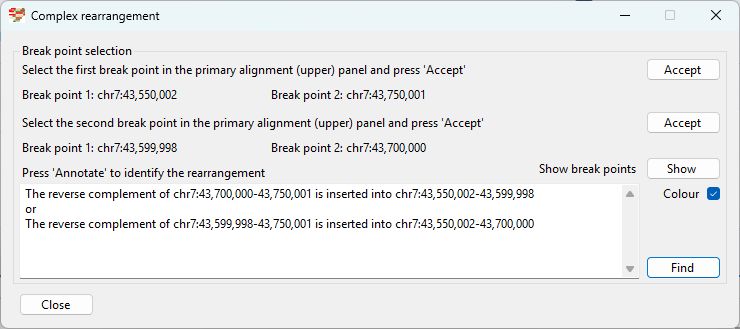 Complex rearrangement
Break point selection
Select the first break point in the primary alignment (upper) panel and press 'Accept'
Accept
Break point 1: chr7:43,550,002 Break point 2: chr7:43,750,001
Select the second break point in the primary alignment (upper) panel and press 'Accept'
Accept
Break point 1: chr7:43,599,998 Break point 2: chr7:43,700,000
Press 'Annotate' to identify the rearrangement
Show break points Show
The reverse complement of chr7:43,700,000-43,750,001 is inserted into chr7:43,550,002-43,599,998
or
The reverse complement of chr7:43,599,998-43,750,001 is inserted into chr7:43,550,002-43,700,000
Colour
Find
Close